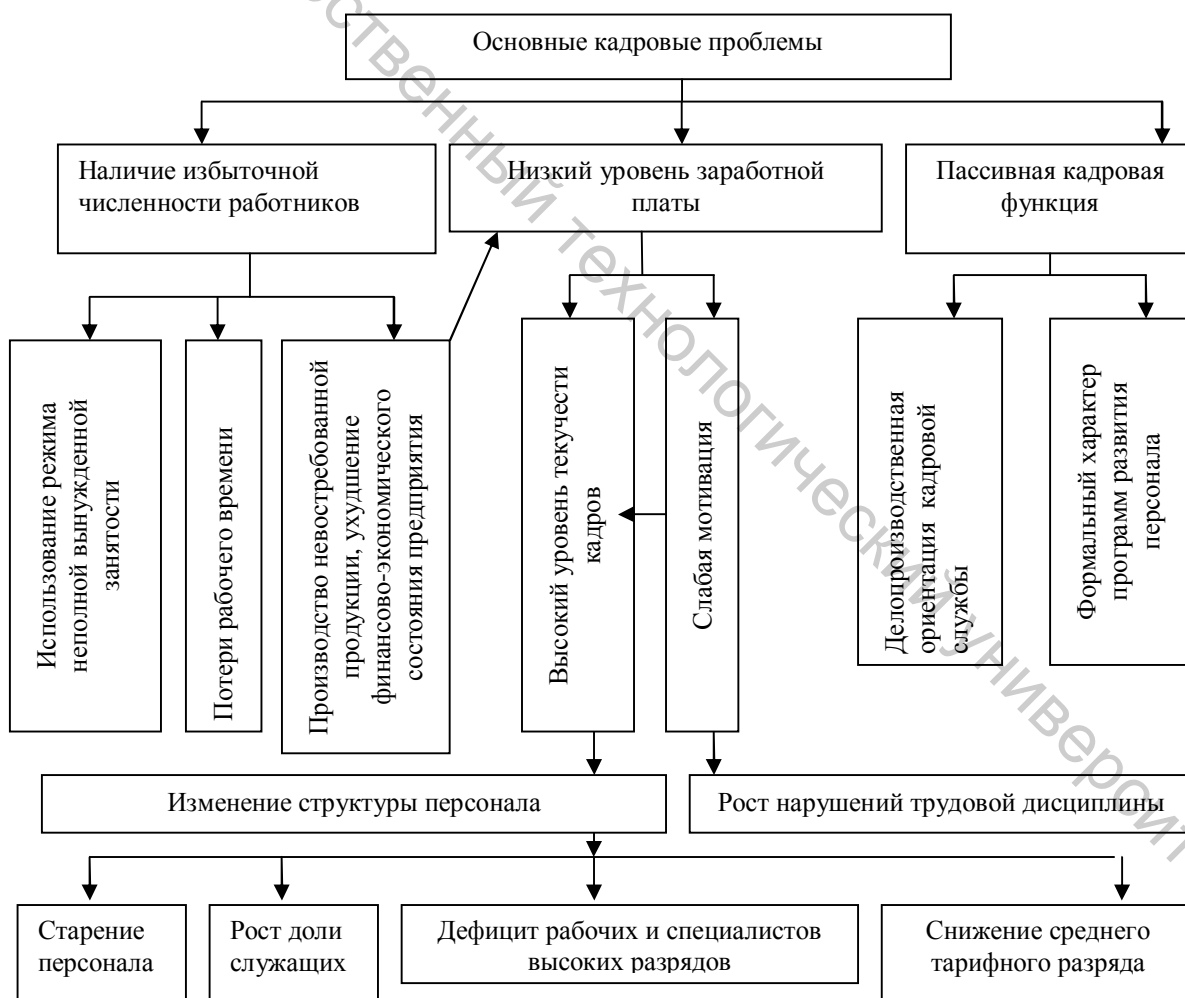 Основные кадровые проблемы
Наличие избыточной
численности работников
Низкий уровень заработной
платы
Пассивная кадровая
функция
Использование режима
неполной вынужденной
занятости
Потери рабочего времени
Производство невостребованной
продукции, ухудшение
финансово-экономического
состояния предприятия
Высокий уровень текучести
кадров
Слабая мотивация
Делопроизводственная
ориентация кадровой
службы
Формальный характер
программ развития
персонала
Изменение структуры персонала
Рост нарушений трудовой дисциплины
Старение
персонала
Рост доли
служащих
Дефицит рабочих и специалистов
высоких разрядов
Снижение среднего
тарифного разряда
технологический